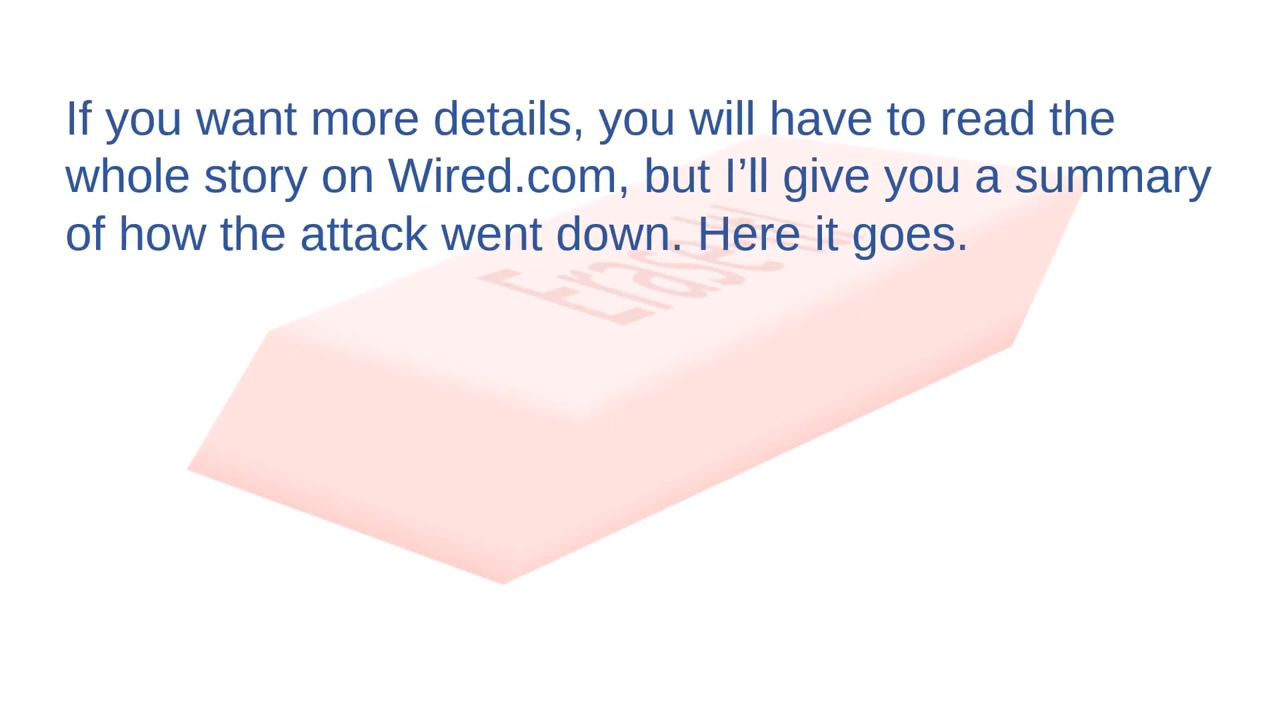 If you want more details, you will have to read the
whole story on Wired.com, but I’ll give you a summary
of how the attack went down. Here it goes.
Eraser